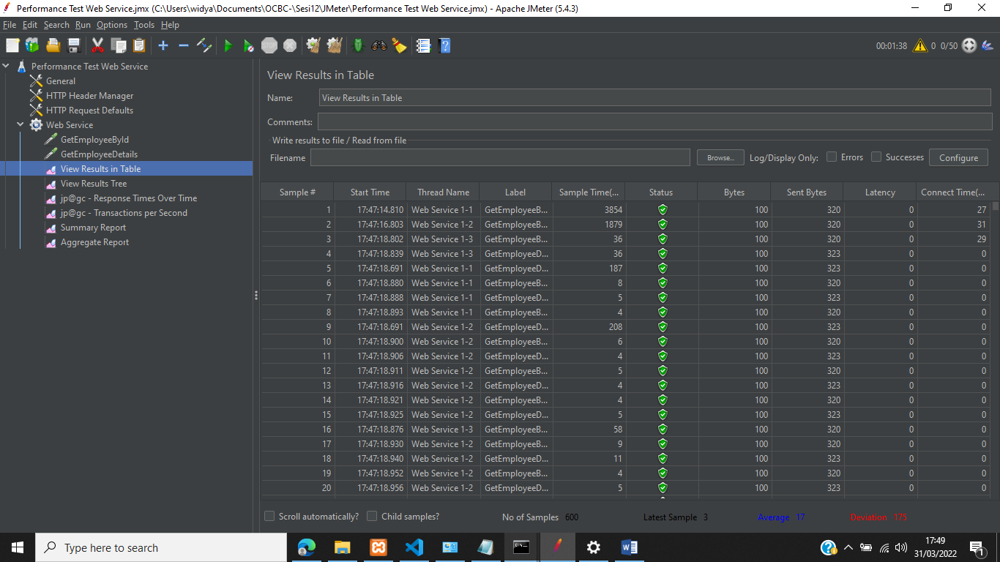 Performance Test Web Service.jmx (C:\Users\widya\Documents\OCBC-\Sesi12\JMeter\Performance Test Web Service.jmx) - Apache JMeter (5.4.3)
File Edit Search Run Options Tools Help
00:01:38 0 0/50
Performance Test Web Service
General
HTTP Header Manager
HTTP Request Defaults
Web Service
GetEmployeeById
GetEmployeeDetails
View Results in Table
View Results Tree
jp@gc - Response Times Over Time
jp@gc - Transactions per Second
Summary Report
Aggregate Report
View Results in Table
Name: View Results in Table
Comments:
Write results to file / Read from file
Filename Browse... Log/Display Only: Errors Successes Configure
Sample # Start Time Thread Name Label Sample Time(... Status Bytes Sent Bytes Latency Connect Time(...
1 17:47:14.810 Web Service 1-1 GetEmployeeB... 3854 100 320 0 27
2 17:47:16.803 Web Service 1-2 GetEmployeeB... 1879 100 320 0 31
3 17:47:18.802 Web Service 1-3 GetEmployeeB... 36 100 320 0 29
4 17:47:18.839 Web Service 1-3 GetEmployeeD... 36 100 323 0 0
5 17:47:18.691 Web Service 1-1 GetEmployeeD... 187 100 323 0 0
6 17:47:18.880 Web Service 1-1 GetEmployeeB... 8 100 320 0 0
7 17:47:18.888 Web Service 1-1 GetEmployeeD... 5 100 323 0 0
8 17:47:18.893 Web Service 1-1 GetEmployeeB... 4 100 320 0 0
9 17:47:18.691 Web Service 1-2 GetEmployeeD... 208 100 323 0 0
10 17:47:18.900 Web Service 1-2 GetEmployeeB... 6 100 320 0 0
11 17:47:18.906 Web Service 1-2 GetEmployeeD... 4 100 323 0 0
12 17:47:18.911 Web Service 1-2 GetEmployeeB... 5 100 320 0 0
13 17:47:18.916 Web Service 1-2 GetEmployeeD... 4 100 323 0 0
14 17:47:18.921 Web Service 1-2 GetEmployeeB... 4 100 320 0 0
15 17:47:18.925 Web Service 1-2 GetEmployeeD... 5 100 323 0 0
16 17:47:18.876 Web Service 1-3 GetEmployeeB... 58 100 320 0 0
17 17:47:18.930 Web Service 1-2 GetEmployeeB... 9 100 320 0 0
18 17:47:18.940 Web Service 1-2 GetEmployeeD... 11 100 323 0 0
19 17:47:18.952 Web Service 1-2 GetEmployeeB... 4 100 320 0 0
20 17:47:18.956 Web Service 1-2 GetEmployeeD... 5 100 323 0 0
Scroll automatically? Child samples? No of Samples 600 Latest Sample 3 Average 17 Deviation 175
Type here to search
17:49
31/03/2022
1